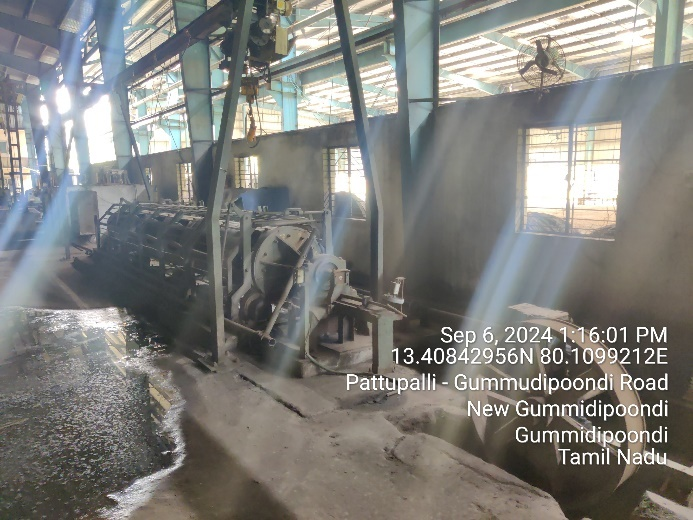 Sep 6, 2024 1:16:01 PM
13.40842956N 80.1099212E
Pattupalli - Gummudipoondi Road
New Gummidipoondi
Gummidipoondi
Tamil Nadu